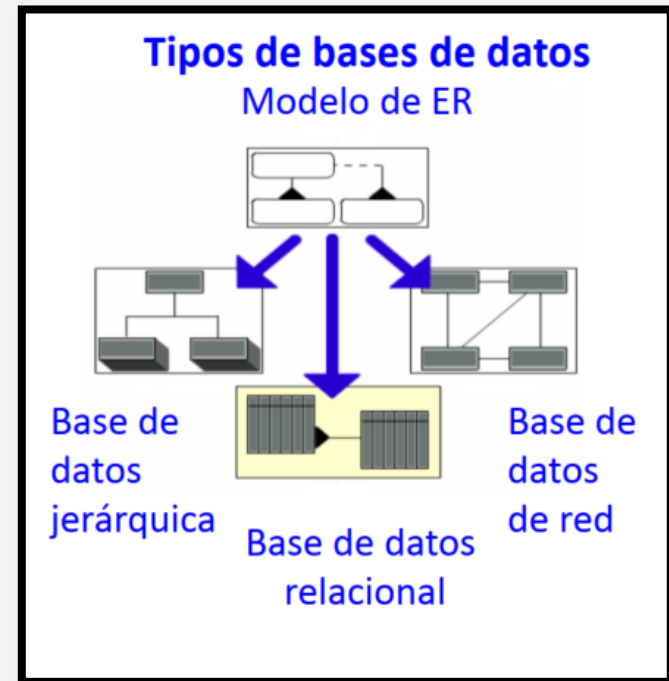 Tipos de bases de datos
Modelo de ER
Base de
datos
jerárquica
Base de datos
relacional
Base de
datos
de red